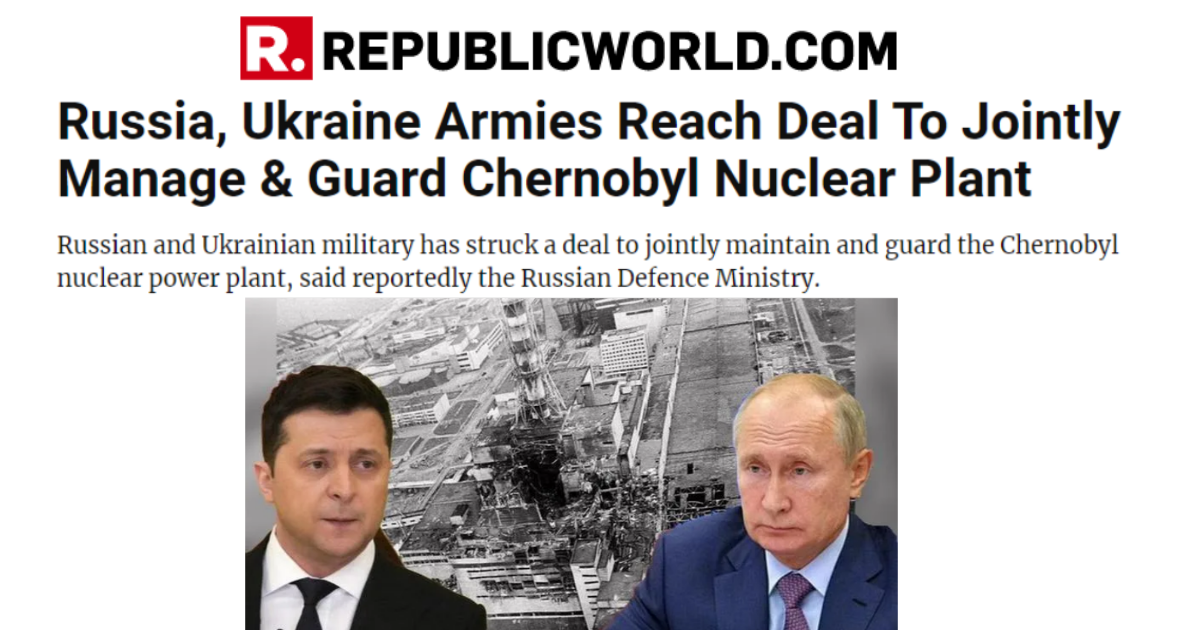 R. REPUBLICWORLD.COM
Russia, Ukraine Armies Reach Deal To Jointly
Manage & Guard Chernobyl Nuclear Plant
Russian and Ukrainian military has struck a deal to jointly maintain and guard the Chernobyl
nuclear power plant, said reportedly the Russian Defence Ministry.